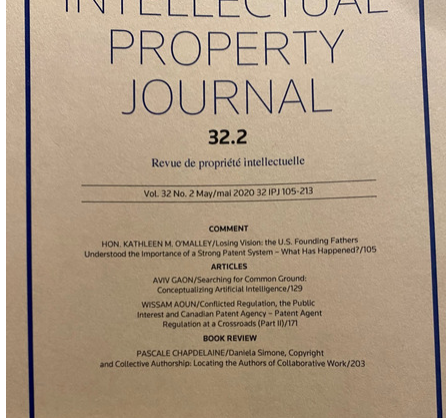 INTELLECTUAL
PROPERTY
JOURNAL
32.2
Revue de propriété intellectuelle
Vol. 32 No. 2 May/mai 2020 32 IPJ 105-213
COMMENT
HON. KATHLEEN M. O'MALLEY/Losing Vision: the U.S. Founding Fathers
Understood the Importance of a Strong Patent System – What Has Happened?/105
ARTICLES
AVIV GAON/Searching for Common Ground:
Conceptualizing Artificial Intelligence/129
WISSAM AOUN/Conflicted Regulation, the Public
Interest and Canadian Patent Agency – Patent Agent
Regulation at a Crossroads (Part II)/171
BOOK REVIEW
PASCALE CHAPDELAINE/Daniela Simone, Copyright
and Collective Authorship: Locating the Authors of Collaborative Work/203